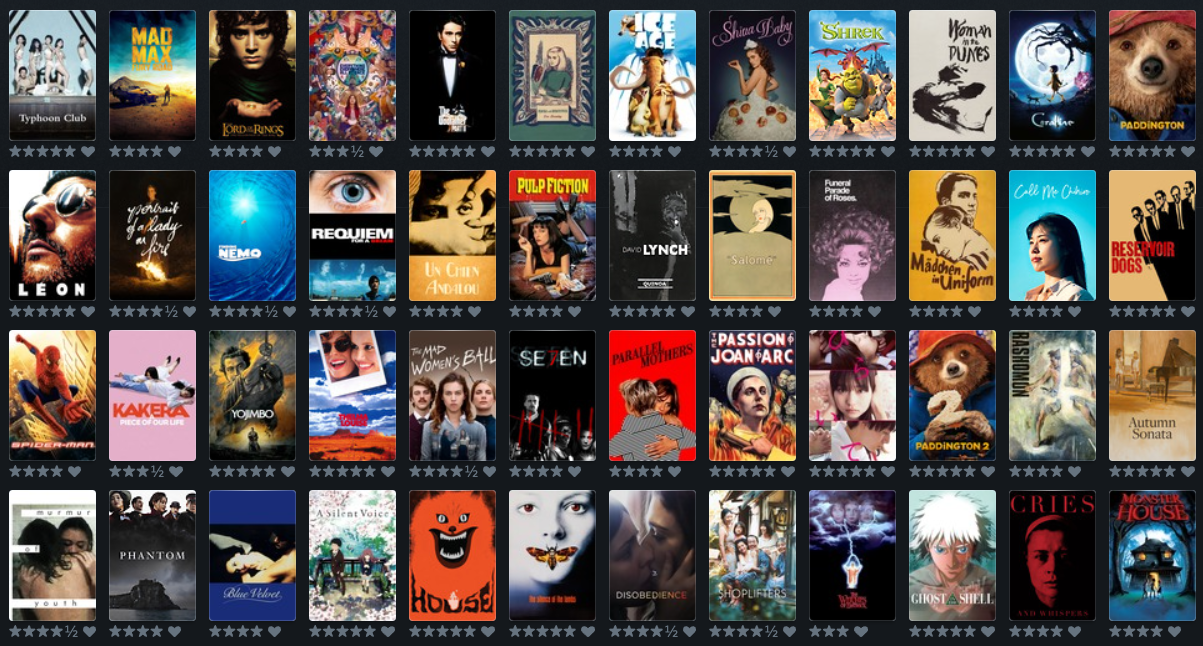 Typhoon Club
MAD
MAX
FURY ROAD
THE
LORD OF THE RINGS
The
Godfather
PART II
ICE
AGE
Shiva Baby
SHREK
Woman
in the
DUNES
Coraline
PADDINGTON
★★★★★ ♥
★★★★ ♥
★★★★ ♥
★★★½ ♥
★★★★★ ♥
★★★★★ ♥
★★★★ ♥
★★★★½ ♥
★★★★★ ♥
★★★★★ ♥
★★★★★ ♥
★★★★★ ♥
LEON
portrait
of a lady
on fire
FINDING
NEMO
REQUIEM
FOR A DREAM
UN CHIEN
ANDALOU
PULP FICTION
DAVID LYNCH
"Salomé"
Funeral
Parade
of Roses.
Mädchen
in Uniform
Call Me Chihiro
RESERVOIR
DOGS
★★★★★ ♥
★★★★½ ♥
★★★★½ ♥
★★★★½ ♥
★★★★★ ♥
★★★★ ♥
★★★★★ ♥
★★★★ ♥
★★★★★ ♥
★★★★★ ♥
★★★★★ ♥
★★★★ ♥
SPIDER-MAN
KAKERA
PIECE OF OUR LIFE
YOJIMBO
THE MAD
WOMEN'S BALL
SE7EN
PARALLEL
MOTHERS
THE
PASSION of
JOAN of ARC
PADDINGTON 2
RASHOMON
Autumn
Sonata
★★★★ ♥
★★★½ ♥
★★★★ ♥
★★★★★ ♥
★★★★½ ♥
★★★★ ♥
★★★★ ♥
★★★★★ ♥
★★★★ ♥
★★★★★ ♥
★★★★ ♥
★★★★★ ♥
murmur
of
youth
PHANTOM
Blue Velvet
A Silent Voice
HOUSE
the silence of the lambs
DISOBEDIENCE
SHOPLIFTERS
GHOST IN THE SHELL
CRIES
AND WHISPERS
MONSTER
HOUSE
★★★★½ ♥
★★★★ ♥
★★★★ ♥
★★★★★ ♥
★★★★★ ♥
★★★★★ ♥
★★★★½ ♥
★★★★½ ♥
★★★ ♥
★★★★★ ♥
★★★★ ♥
★★★★ ♥